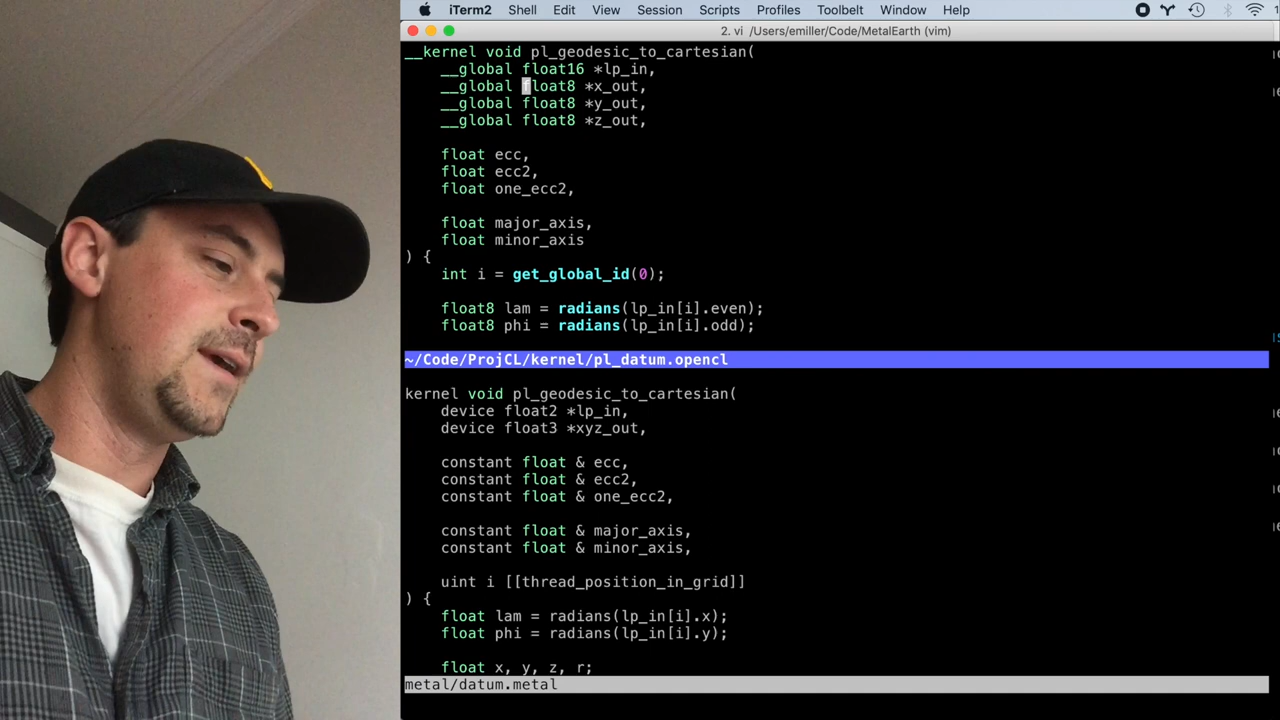 iTerm2 Shell Edit View Session Scripts Profiles Toolbelt Window Help
2. vi /Users/emiller/Code/MetalEarth (vim)
__kernel void pl_geodesic_to_cartesian(
__global float16 *lp_in,
__global float8 *x_out,
__global float8 *y_out,
__global float8 *z_out,
float ecc,
float ecc2,
float one_ecc2,
float major_axis,
float minor_axis
) {
int i = get_global_id(0);
float8 lam = radians(lp_in[i].even);
float8 phi = radians(lp_in[i].odd);
~/Code/ProjCL/kernel/pl_datum.opencl
kernel void pl_geodesic_to_cartesian(
device float2 *lp_in,
device float3 *xyz_out,
constant float & ecc,
constant float & ecc2,
constant float & one_ecc2,
constant float & major_axis,
constant float & minor_axis,
uint i [[thread_position_in_grid]]
) {
float lam = radians(lp_in[i].x);
float phi = radians(lp_in[i].y);
float x, y, z, r;
metal/datum.metal